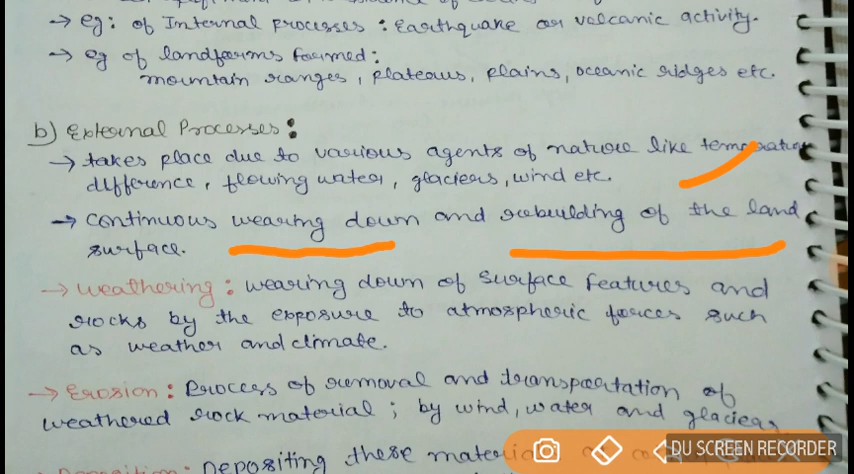 → eg: of Internal processes : Earthquake or volcanic activity.
→ eg of landforms formed:
mountain ranges, plateaus, plains, oceanic ridges etc.
b) External Processes:
→ takes place due to various agents of nature like temperature
difference, flowing water, glaciers, wind etc.
→ continuous wearing down and rebuilding of the land
surface.
→ Weathering : wearing down of surface features and
rocks by the exposure to atmospheric forces such
as weather and climate.
→ Erosion : Process of removal and transportation of
weathered rock material ; by wind, water and glaciers
DU SCREEN RECORDER
Deposition : Depositing these material